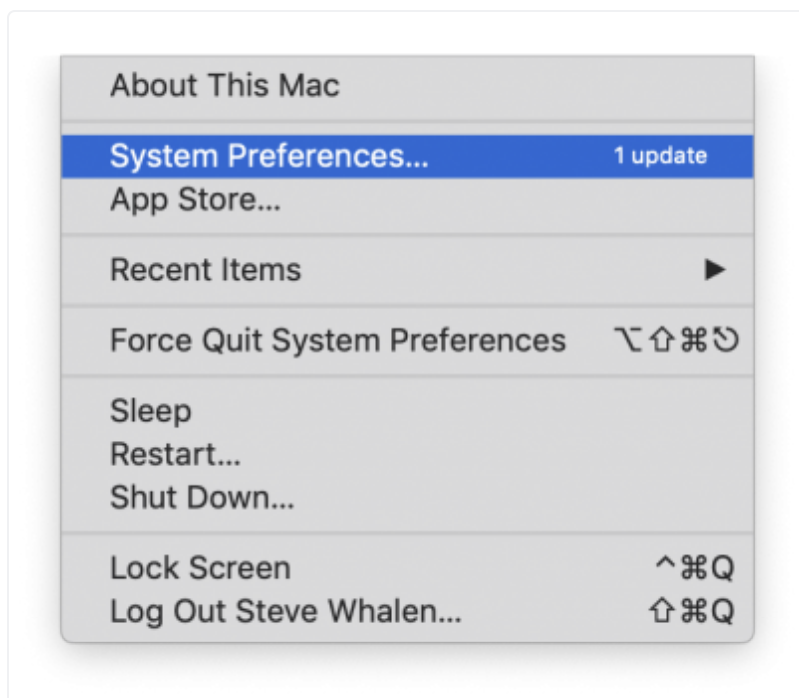 About This Mac
System Preferences... 1 update
App Store...
Recent Items ▶
Force Quit System Preferences ⌥⇧⌘⎋
Sleep
Restart...
Shut Down...
Lock Screen ^⌘Q
Log Out Steve Whalen... ⇧⌘Q